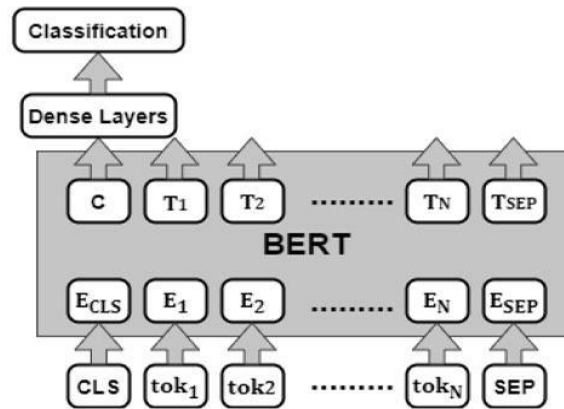 Classification
Dense Layers
C T1 T2 ......... TN TSEP
BERT
ECLS E1 E2 ......... EN ESEP
CLS tok1 tok2 ......... tokN SEP